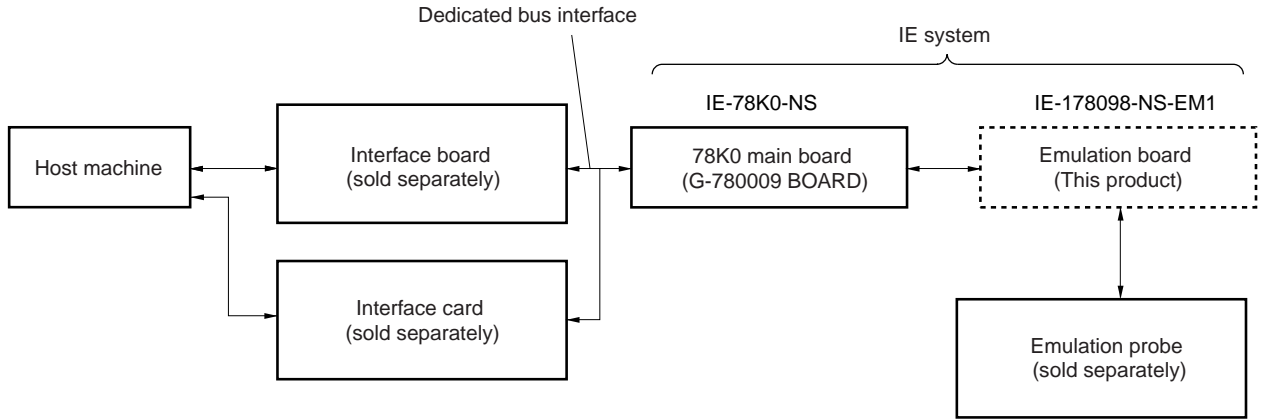 Dedicated bus interface
IE system
IE-78K0-NS
IE-178098-NS-EM1
Host machine
Interface board
(sold separately)
78K0 main board
(G-780009 BOARD)
Emulation board
(This product)
Interface card
(sold separately)
Emulation probe
(sold separately)